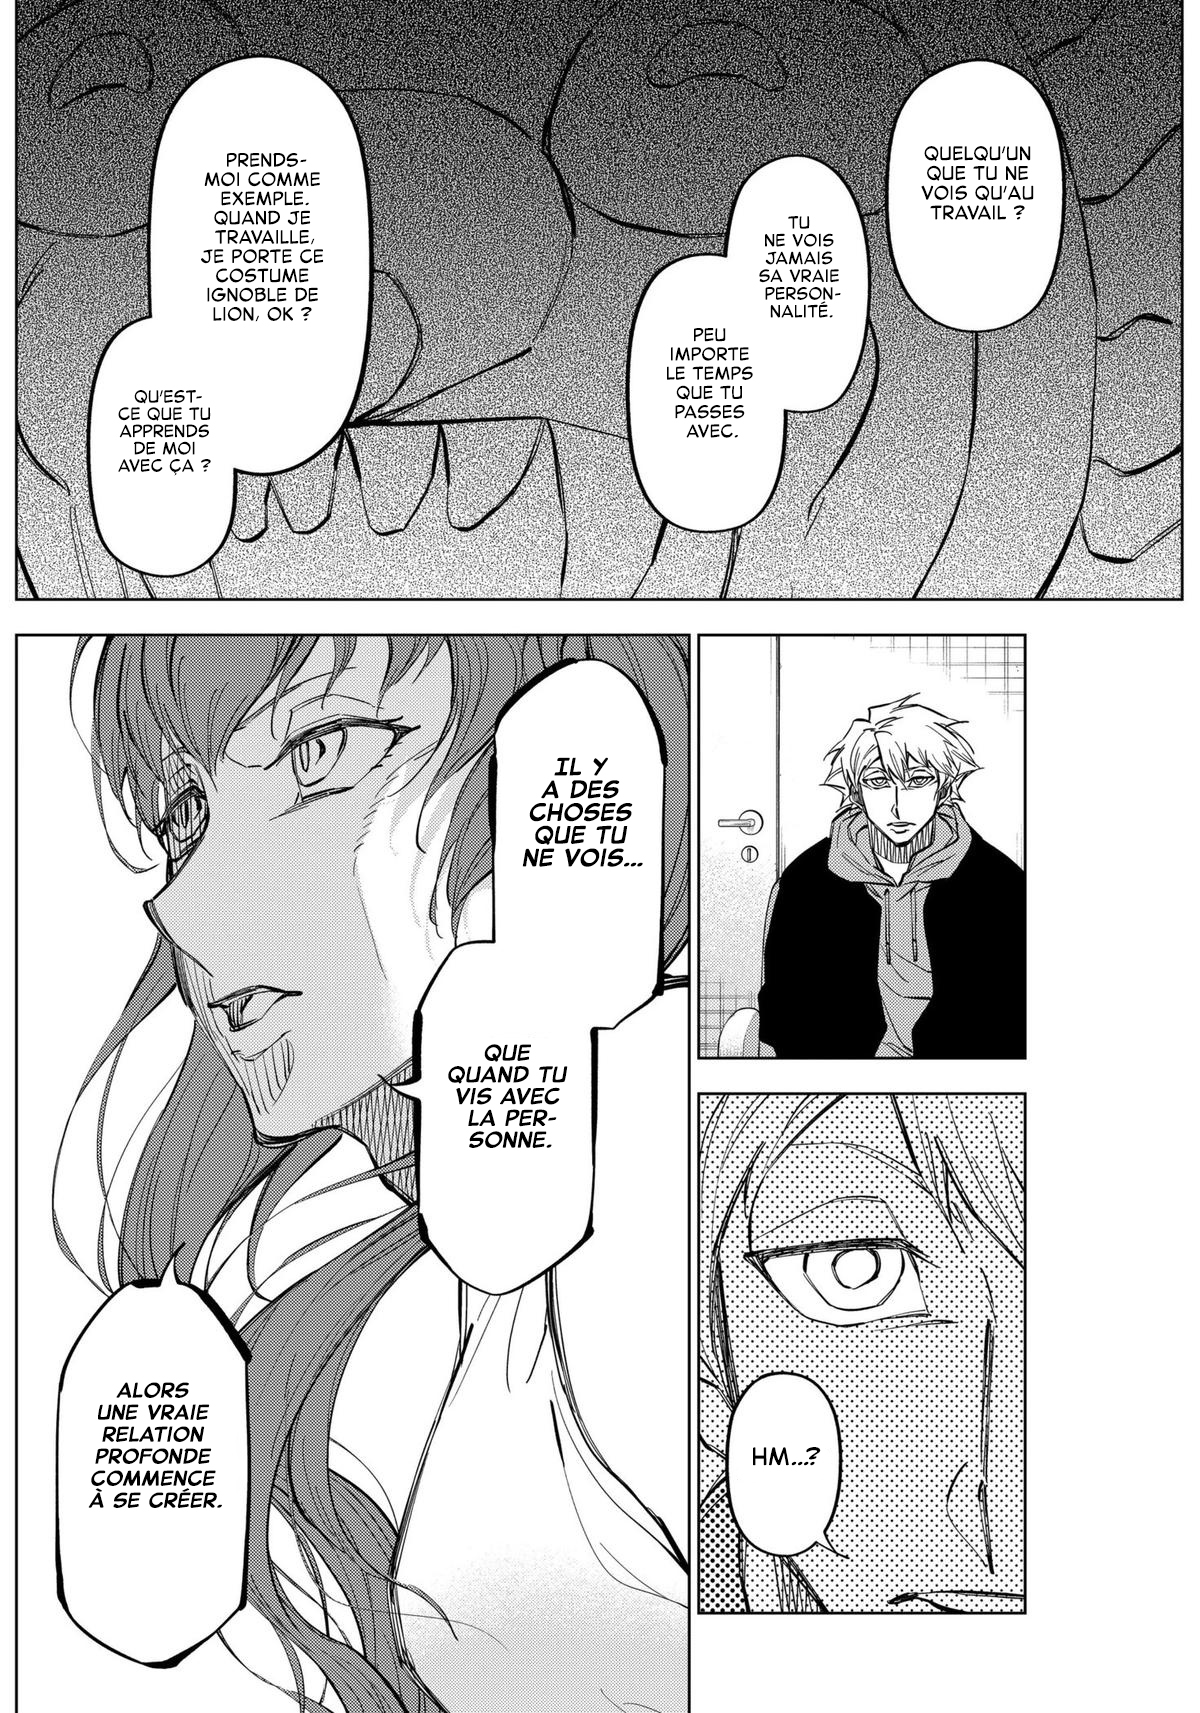 QUELQU'UN
QUE TU NE
VOIS QU'AU
TRAVAIL ?
TU
NE VOIS
JAMAIS
SA VRAIE
PERSON-
NALITÉ.
PEU
IMPORTE
LE TEMPS
QUE TU
PASSES
AVEC.
PRENDS-
MOI COMME
EXEMPLE.
QUAND JE
TRAVAILLE,
JE PORTE CE
COSTUME
IGNOBLE DE
LION, OK ?
QU'EST-
CE QUE TU
APPRENDS
DE MOI
AVEC ÇA ?
HM...?
IL Y
A DES
CHOSES
QUE TU
NE VOIS...
QUE
QUAND TU
VIS AVEC
LA PER-
SONNE.
ALORS
UNE VRAIE
RELATION
PROFONDE
COMMENCE
À SE CRÉER.